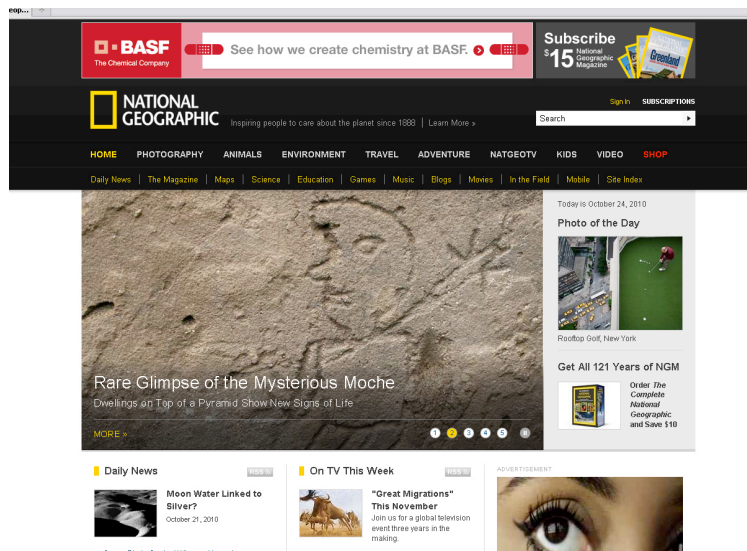 eop...
BASF
The Chemical Company
See how we create chemistry at BASF.
Subscribe
$15 National Geographic Magazine
Greenland
NATIONAL GEOGRAPHIC
Inspiring people to care about the planet since 1888 | Learn More »
Sign In SUBSCRIPTIONS
Search
HOME PHOTOGRAPHY ANIMALS ENVIRONMENT TRAVEL ADVENTURE NATGEOTV KIDS VIDEO SHOP
Daily News | The Magazine | Maps | Science | Education | Games | Music | Blogs | Movies | In the Field | Mobile | Site Index
Rare Glimpse of the Mysterious Moche
Dwellings on Top of a Pyramid Show New Signs of Life
MORE »
1 2 3 4 5
Today is October 24, 2010
Photo of the Day
Rooftop Golf, New York
Get All 121 Years of NGM
Order The
Complete
National
Geographic
and Save $10
Daily News
RSS
Moon Water Linked to
Silver?
October 21, 2010
On TV This Week
RSS
"Great Migrations"
This November
Join us for a global television
event three years in the
making.
ADVERTISEMENT